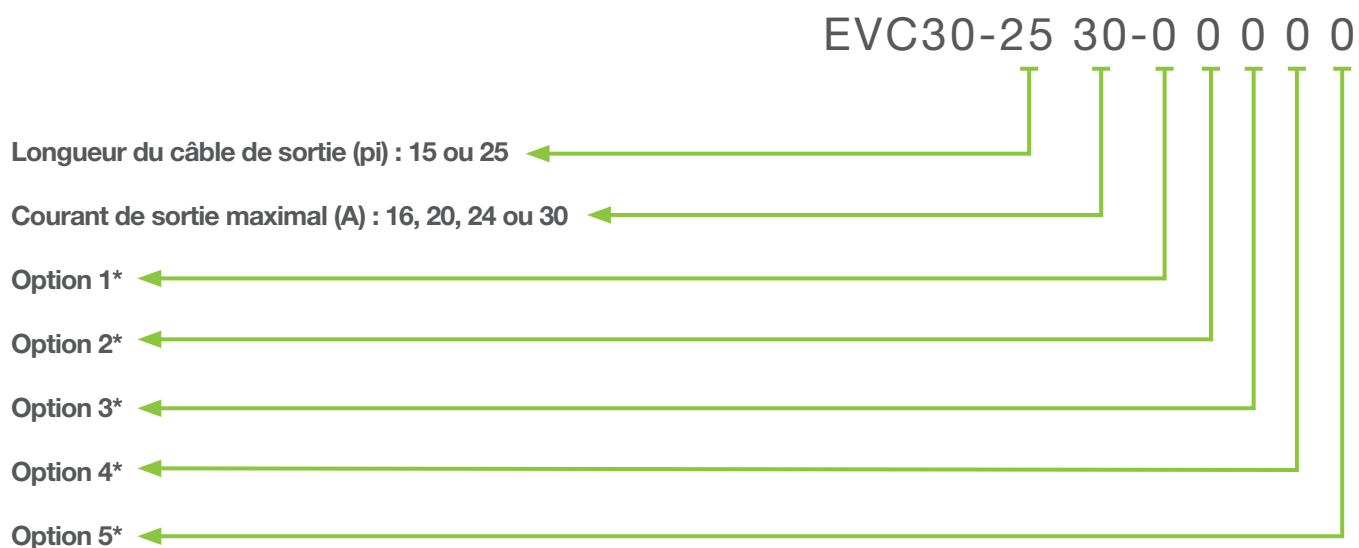 EVC30-25 30-0 0 0 0 0
Longueur du câble de sortie (pi) : 15 ou 25
Courant de sortie maximal (A) : 16, 20, 24 ou 30
Option 1*
Option 2*
Option 3*
Option 4*
Option 5*